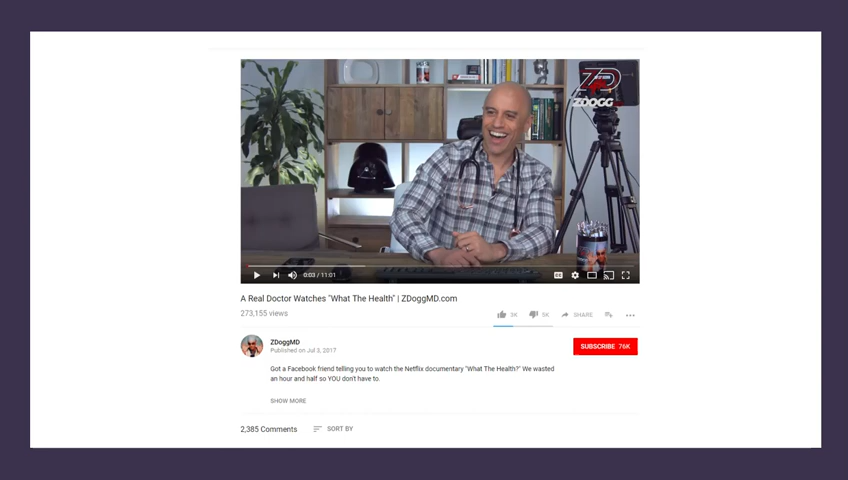 ZD
ZDOGG
0:03 / 11:01
A Real Doctor Watches "What The Health" | ZDoggMD.com
273,155 views
3K
5K
SHARE
ZDoggMD
Published on Jul 3, 2017
SUBSCRIBE 76K
Got a Facebook friend telling you to watch the Netflix documentary "What The Health?" We wasted
an hour and half so YOU don't have to.
SHOW MORE
2,385 Comments
SORT BY